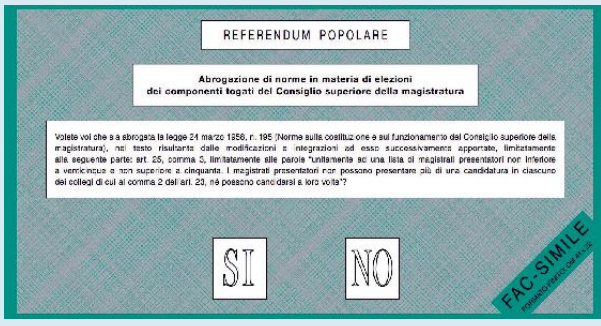 REFERENDUM POPOLARE
Abrogazione di norme in materia di elezioni
dei componenti togati del Consiglio superiore della magistratura
Volete voi che sia abrogata la legge 24 marzo 1958, n. 195 (Norme sulla costituzione e sul funzionamento del Consiglio superiore della
magistratura), nel testo risultante dalle modificazioni e integrazioni ad esso successivamente apportate, limitatamente
alla seguente parte: art. 25, comma 3, limitatamente alle parole "unitamente ad una lista di magistrati presentatori non inferiore
a venticinque e non superiore a cinquanta. I magistrati presentatori non possono presentare più di una candidatura in ciascuno
dei collegi di cui al comma 2 dell'art. 23, né possono candidarsi a loro volta"?
SI
NO
FAC-SIMILE
FORMATO FINITO: CM